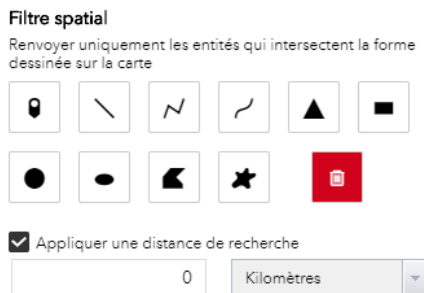 Filtre spatial
Renvoyer uniquement les entités qui intersectent la forme
dessinée sur la carte
Appliquer une distance de recherche
0 Kilomètres